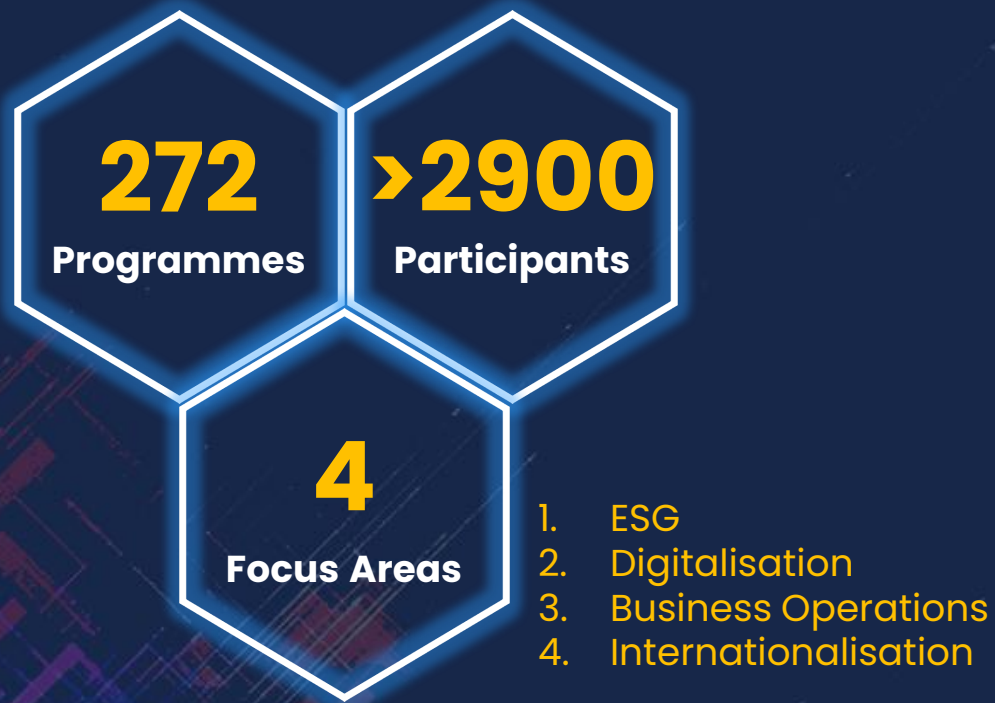 272
Programmes
>2900
Participants
4
Focus Areas
1. ESG
2. Digitalisation
3. Business Operations
4. Internationalisation